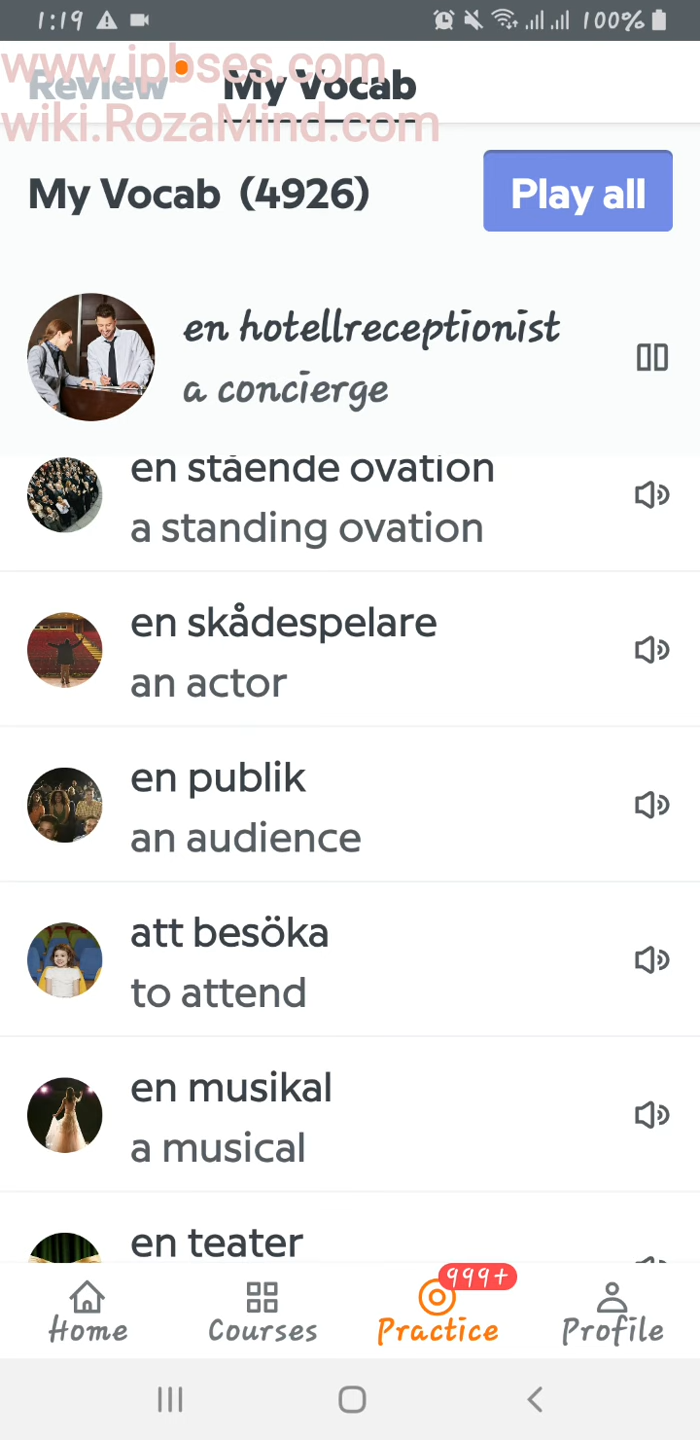 1:19
100%
www.ipbses.com
Review
My Vocab
wiki.RozaMind.com
My Vocab (4926)
Play all
en hotellreceptionist
a concierge
en stående ovation
a standing ovation
en skådespelare
an actor
en publik
an audience
att besöka
to attend
en musikal
a musical
en teater
999+
Home
Courses
Practice
Profile